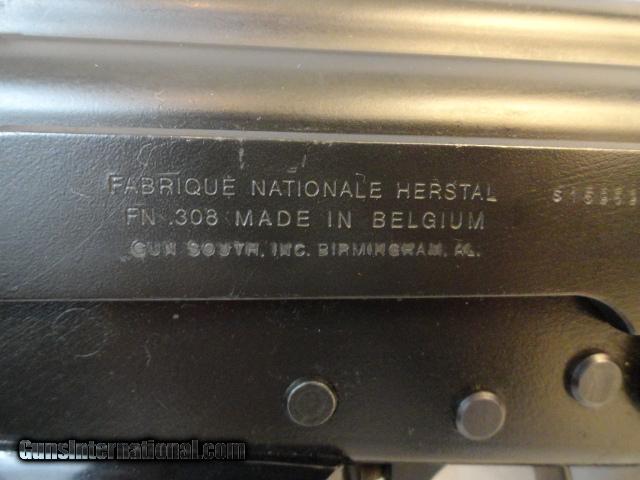 FABRIQUE NATIONALE HERSTAL
FN .308 MADE IN BELGIUM
GUN SOUTH, INC. BIRMINGHAM, AL.
GunsInternational.com